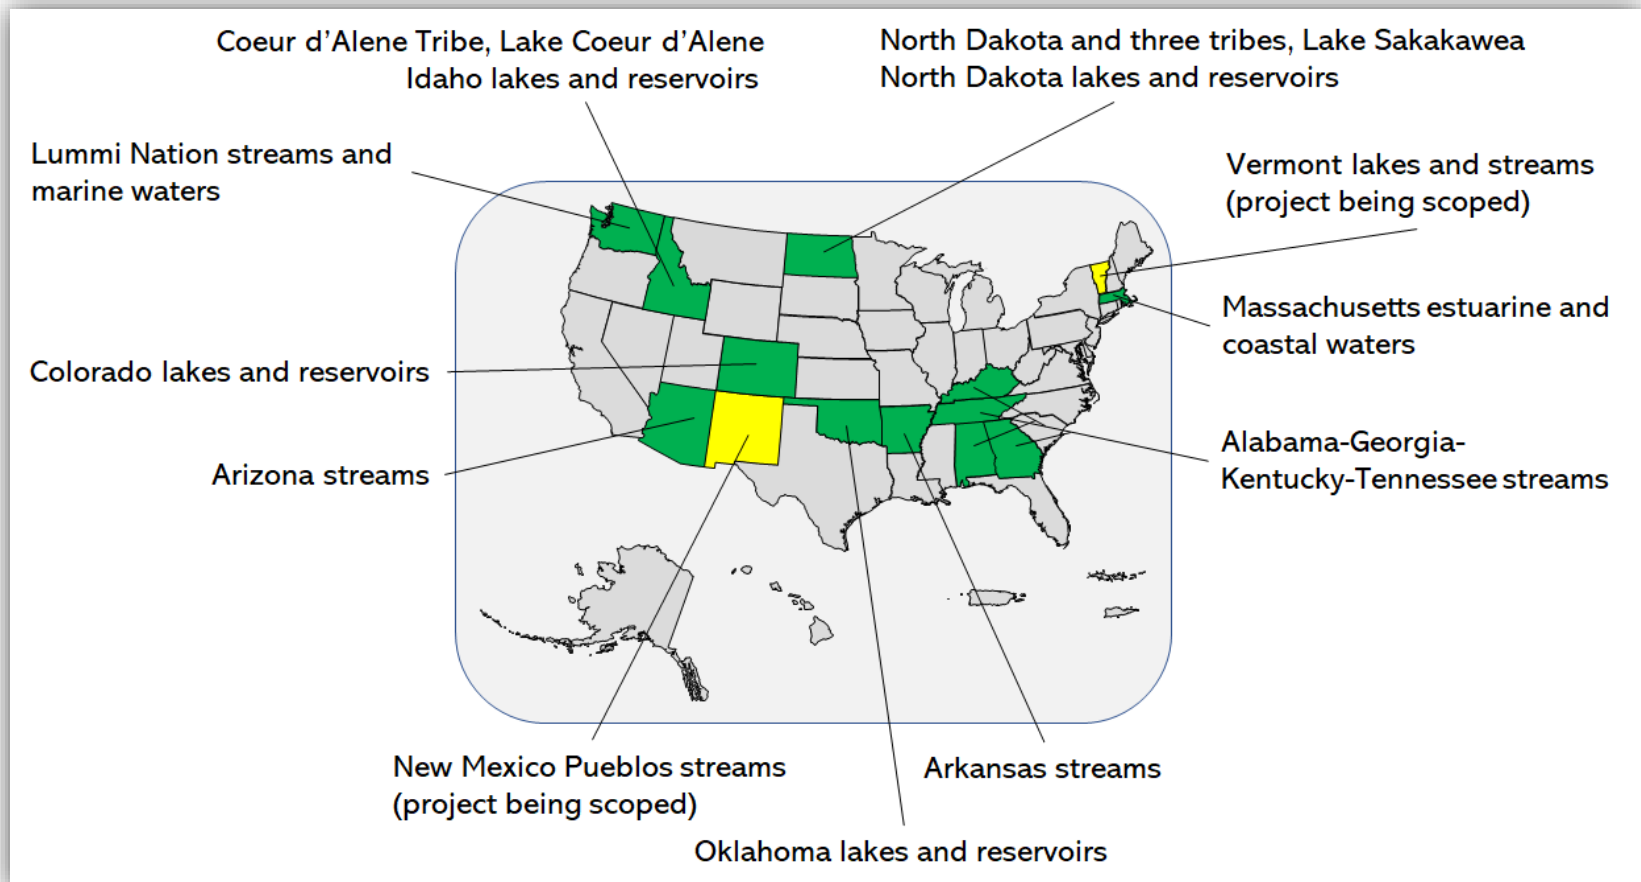 Coeur d’Alene Tribe, Lake Coeur d’Alene
Idaho lakes and reservoirs
North Dakota and three tribes, Lake Sakakawea
North Dakota lakes and reservoirs
Lummi Nation streams and
marine waters
Vermont lakes and streams
(project being scoped)
Massachusetts estuarine and
coastal waters
Colorado lakes and reservoirs
Alabama-Georgia-
Kentucky-Tennessee streams
Arizona streams
New Mexico Pueblos streams
(project being scoped)
Arkansas streams
Oklahoma lakes and reservoirs